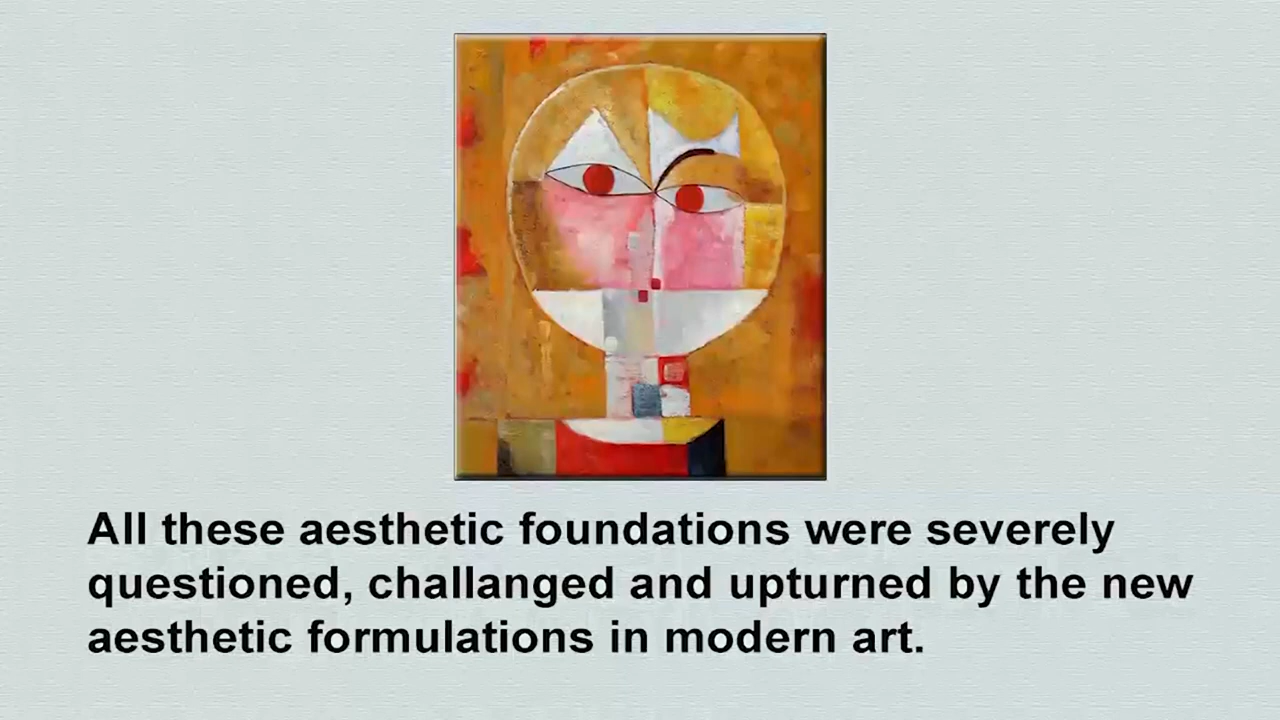 All these aesthetic foundations were severely
questioned, challanged and upturned by the new
aesthetic formulations in modern art.